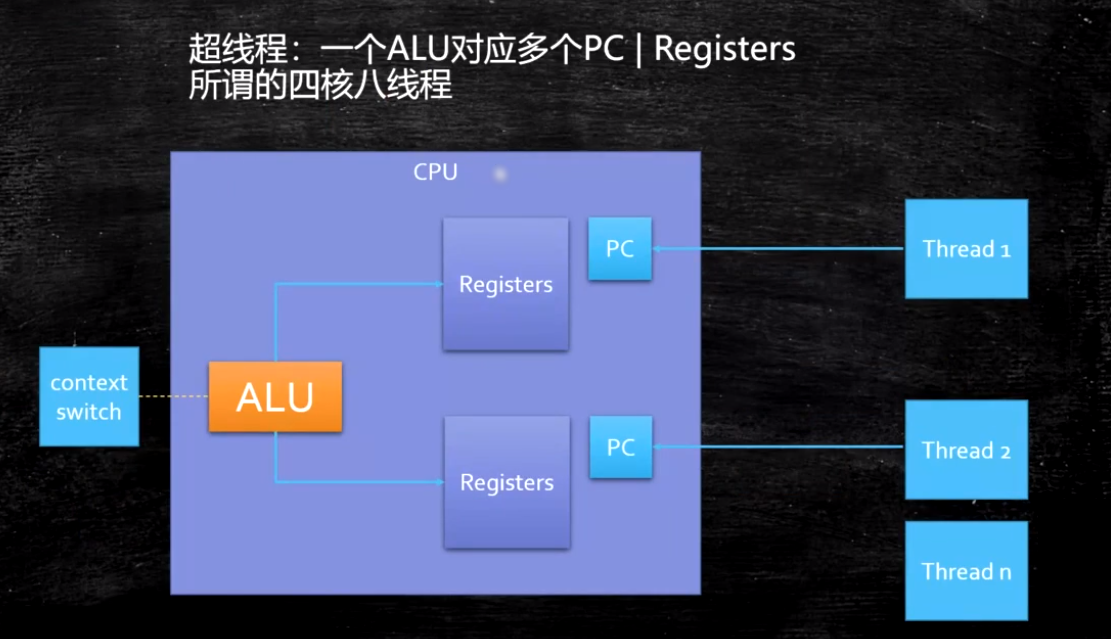 超线程：一个ALU对应多个PC | Registers
所谓的四核八线程
CPU
Registers
PC
Thread 1
context
switch
ALU
Registers
PC
Thread 2
Thread n